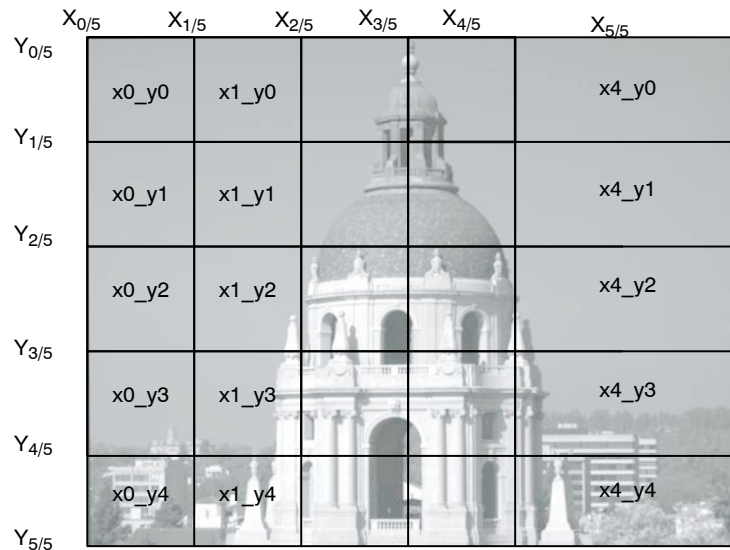 X0/5 X1/5 X2/5 X3/5 X4/5 X5/5
Y0/5
x0_y0 x1_y0 x4_y0
Y1/5
x0_y1 x1_y1 x4_y1
Y2/5
x0_y2 x1_y2 x4_y2
Y3/5
x0_y3 x1_y3 x4_y3
Y4/5
x0_y4 x1_y4 x4_y4
Y5/5